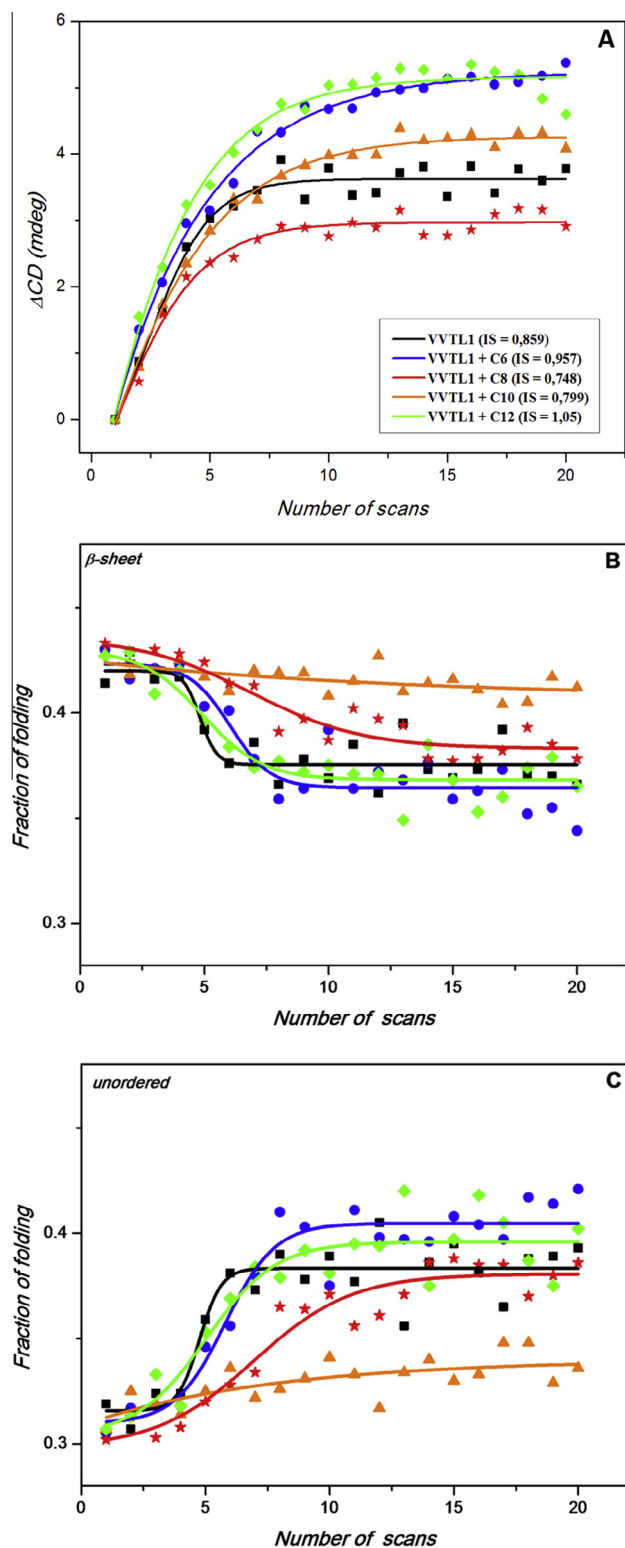 A
6
4
2
0
ΔCD (mdeg)
VVTL1 (IS = 0,859)
VVTL1 + C6 (IS = 0,957)
VVTL1 + C8 (IS = 0,748)
VVTL1 + C10 (IS = 0,799)
VVTL1 + C12 (IS = 1,05)
0 5 10 15 20
Number of scans
β-sheet
B
0.4
0.3
Fraction of folding
0 5 10 15 20
Number of scans
unordered
C
0.4
0.3
Fraction of folding
0 5 10 15 20
Number of scans